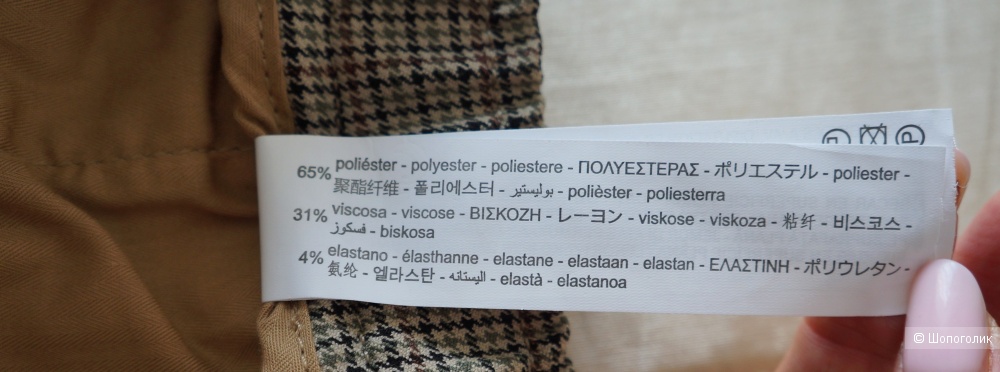 65% poliéster - polyester - poliestere - ΠΟΛΥΕΣΤΕΡΑΣ - ポリエステル - poliester -
聚酯纤维 - 폴리에스터 - بوليستير - polièster - poliesterra
31% viscosa - viscose - ΒΙΣΚΟΖΗ - レーヨン - viskose - viskoza - 粘纤 - 비스코스 -
فسكوز - biskosa
4% elastano - élasthanne - elastane - elastaan - elastan - ΕΛΑΣΤΙΝΗ - ポリウレタン -
氨纶 - 엘라스탄 - اليستانه - elastà - elastanoa
© Шопоголик